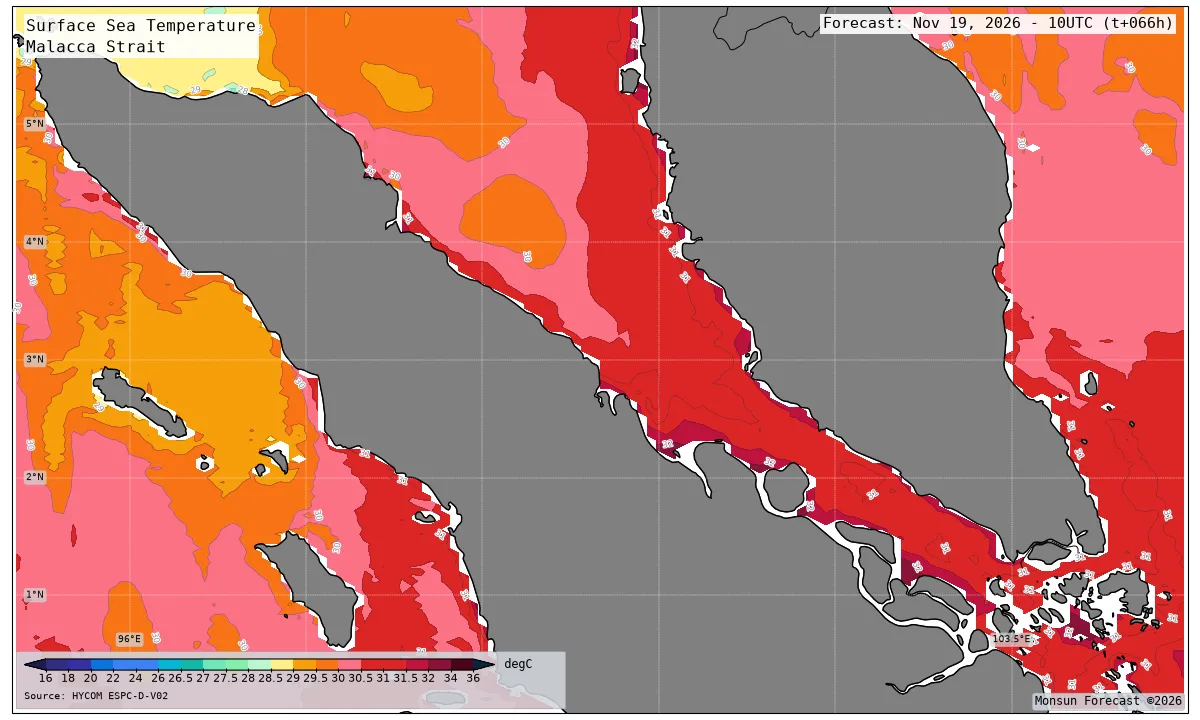 Surface Sea Temperature
Malacca Strait
Forecast: Nov 19, 2026 - 10UTC (t+066h)
5°N
4°N
3°N
2°N
1°N
96°E
103.5°E
degC
16 18 20 22 24 26 26.5 27 27.5 28 28.5 29 29.5 30 30.5 31 31.5 32 34 36
Source: HYCOM ESPC-D-V02
Monsun Forecast ©2026